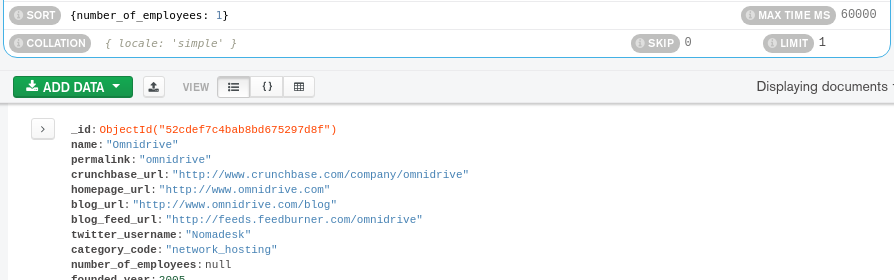 SORT {number_of_employees: 1} MAX TIME MS 60000
COLLATION { locale: 'simple' } SKIP 0 LIMIT 1
ADD DATA VIEW {} Displaying documents
_id: ObjectId("52cdef7c4bab8bd675297d8f")
name: "Omnidrive"
permalink: "omnidrive"
crunchbase_url: "http://www.crunchbase.com/company/omnidrive"
homepage_url: "http://www.omnidrive.com"
blog_url: "http://www.omnidrive.com/blog"
blog_feed_url: "http://feeds.feedburner.com/omnidrive"
twitter_username: "Nomadesk"
category_code: "network_hosting"
number_of_employees: null
founded_year: 2005